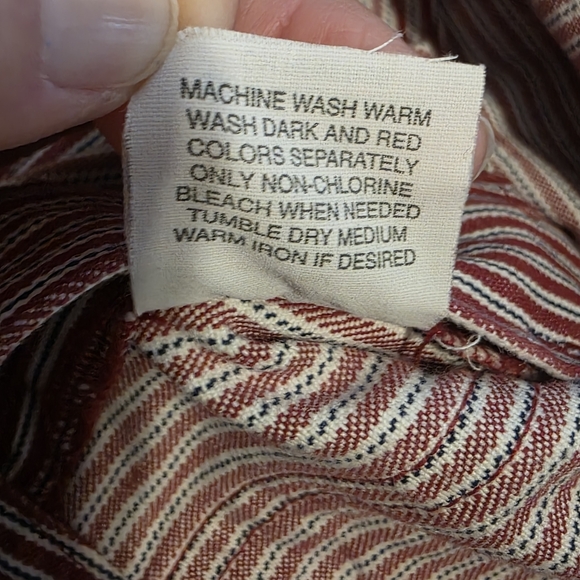 MACHINE WASH WARM
WASH DARK AND RED
COLORS SEPARATELY
ONLY NON-CHLORINE
BLEACH WHEN NEEDED
TUMBLE DRY MEDIUM
WARM IRON IF DESIRED